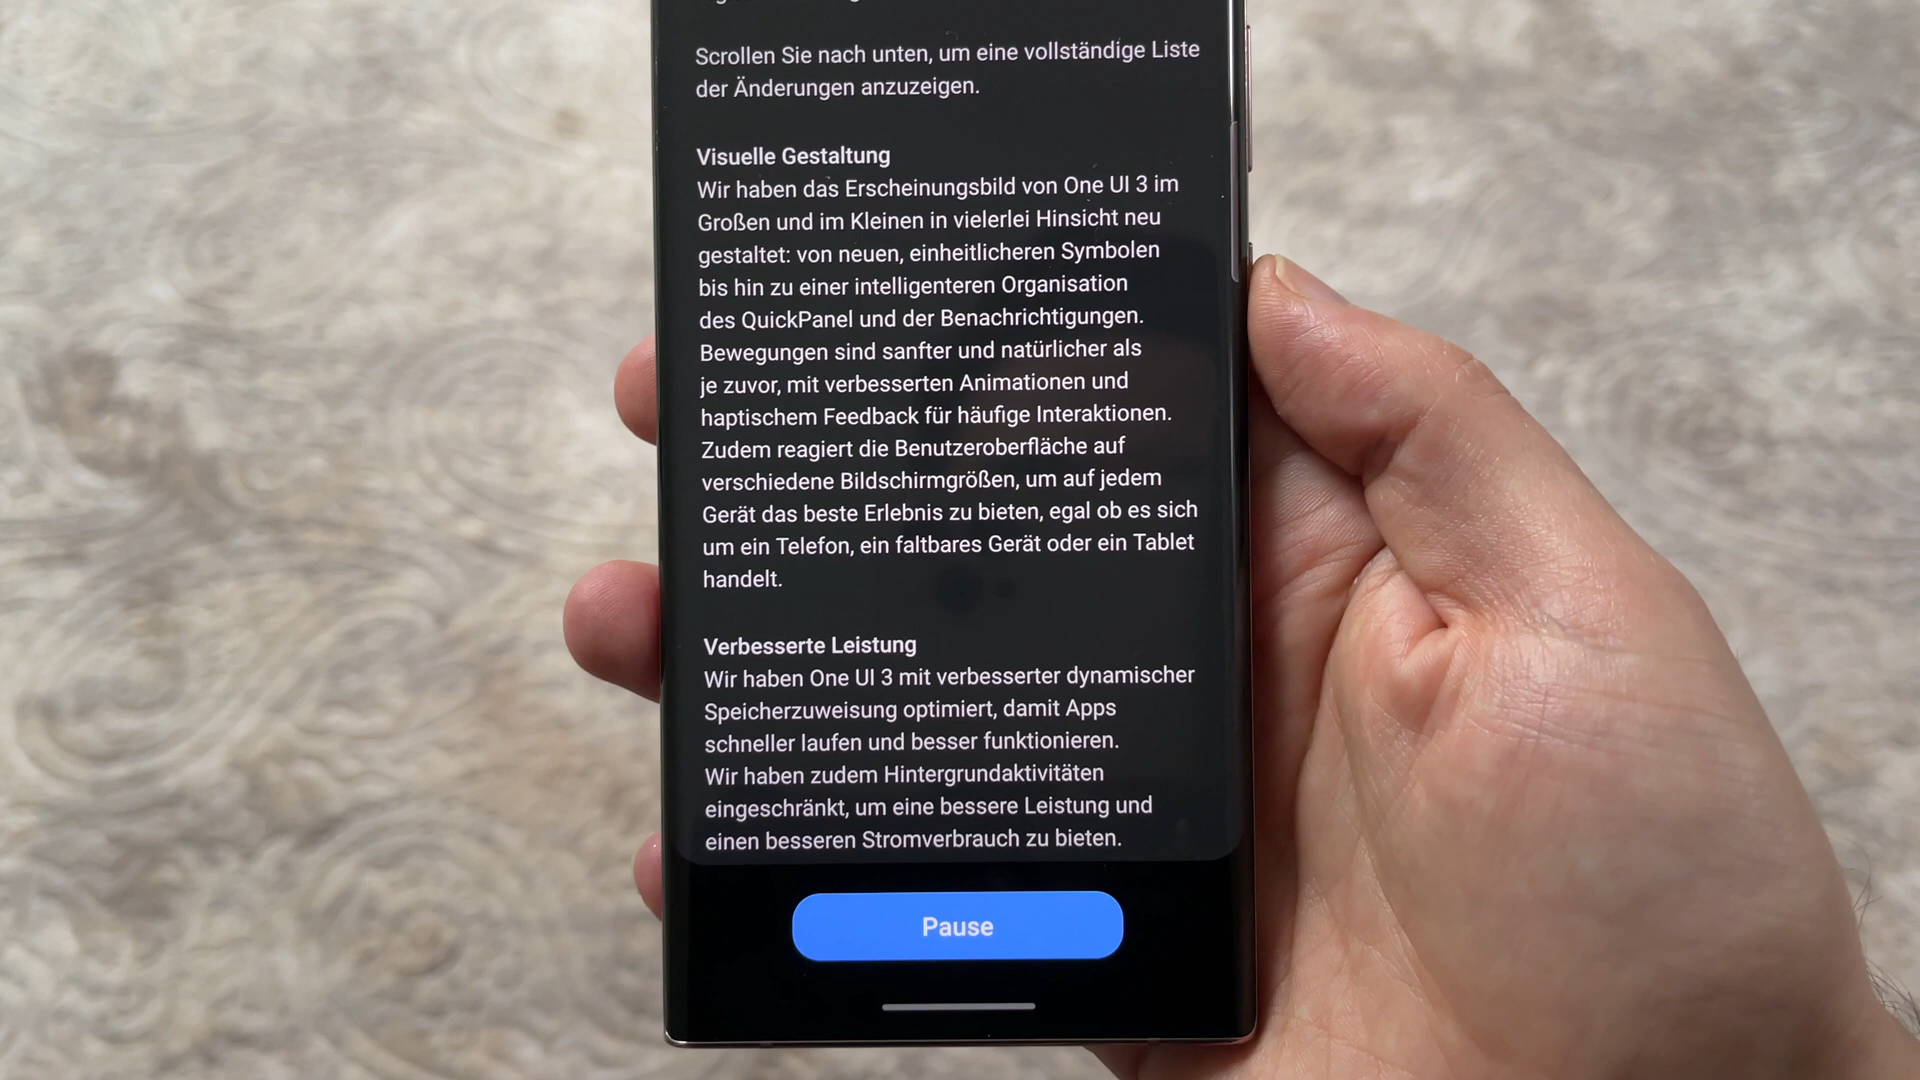 Scrollen Sie nach unten, um eine vollständige Liste
der Änderungen anzuzeigen.
Visuelle Gestaltung
Wir haben das Erscheinungsbild von One UI 3 im
Großen und im Kleinen in vielerlei Hinsicht neu
gestaltet: von neuen, einheitlicheren Symbolen
bis hin zu einer intelligenteren Organisation
des QuickPanel und der Benachrichtigungen.
Bewegungen sind sanfter und natürlicher als
je zuvor, mit verbesserten Animationen und
haptischem Feedback für häufige Interaktionen.
Zudem reagiert die Benutzeroberfläche auf
verschiedene Bildschirmgrößen, um auf jedem
Gerät das beste Erlebnis zu bieten, egal ob es sich
um ein Telefon, ein faltbares Gerät oder ein Tablet
handelt.
Verbesserte Leistung
Wir haben One UI 3 mit verbesserter dynamischer
Speicherzuweisung optimiert, damit Apps
schneller laufen und besser funktionieren.
Wir haben zudem Hintergrundaktivitäten
eingeschränkt, um eine bessere Leistung und
einen besseren Stromverbrauch zu bieten.
Pause